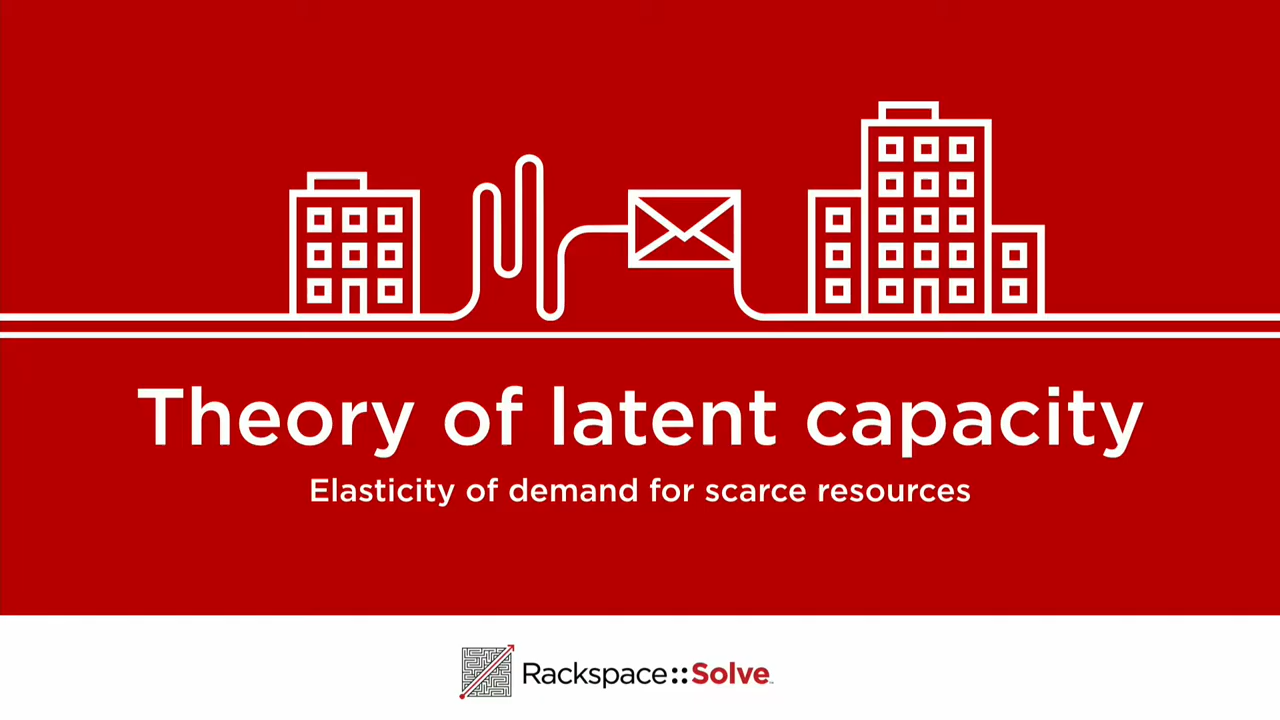 Theory of latent capacity
Elasticity of demand for scarce resources
Rackspace::Solve